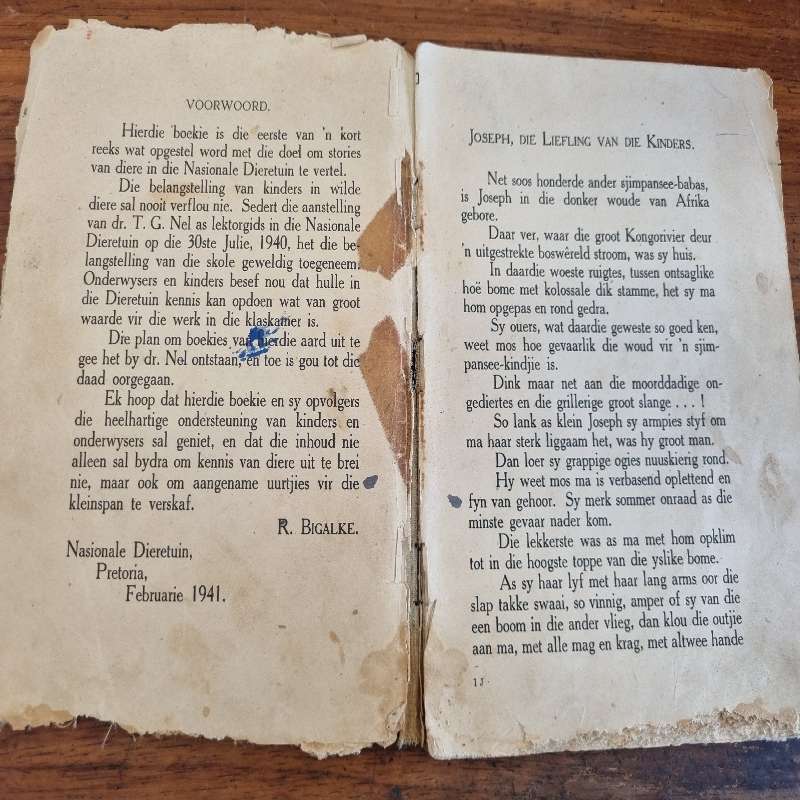 VOORWOORD.
Hierdie boekie is die eerste van 'n kort
reeks wat opgestel word met die doel om stories
van diere in die Nasionale Dieretuin te vertel.
Die belangstelling van kinders in wilde
diere sal nooit verflou nie. Sedert die aanstelling
van dr. T. G. Nel as lektorgids in die Nasionale
Dieretuin op die 30ste Julie, 1940, het die be-
langstelling van die skole geweldig toegeneem.
Onderwysers en kinders besef nou dat hulle in
die Dieretuin kennis kan opdoen wat van groot
waarde vir die werk in die klaskamer is.
Die plan om boekies van hierdie aard uit te
gee het by dr. Nel ontstaan, en toe is gou tot die
daad oorgegaan.
Ek hoop dat hierdie boekie en sy opvolgers
die heelhartige ondersteuning van kinders en
onderwysers sal geniet, en dat die inhoud nie
alleen sal bydra om kennis van diere uit te brei
nie, maar ook om aangename uurtjies vir die
kleinspan te verskaf.
R. BIGALKE.
Nasionale Dieretuin,
Pretoria,
Februarie 1941.
JOSEPH, DIE LIEFLING VAN DIE KINDERS.
Net soos honderde ander sjimpansee-babas,
is Joseph in die donker woude van Afrika
gebore.
Daar ver, waar die groot Kongorivier deur
'n uitgestrekte boswêreld stroom, was sy huis.
In daardie woeste ruigtes, tussen ontsaglike
hoë bome met kolossale dik stamme, het sy ma
hom opgepas en rond gedra.
Sy ouers, wat daardie geweste so goed ken,
weet mos hoe gevaarlik die woud vir 'n sjim-
pansee-kindjie is.
Dink maar net aan die moorddadige on-
gediertes en die grillerige groot slange . . . !
So lank as klein Joseph sy armpies styf om
ma haar sterk liggaam het, was hy groot man.
Dan loer sy grappige ogies nuuskierig rond.
Hy weet mos ma is verbasend oplettend en
fyn van gehoor. Sy merk sommer onraad as die
minste gevaar nader kom.
Die lekkerste was as ma met hom opklim
tot in die hoogste toppe van die yslike bome.
As sy haar lyf met haar lang arms oor die
slap takke swaai, so vinnig, amper of sy van die
een boom in die ander vlieg, dan klou die outjie
aan ma, met alle mag en krag, met altwee hande